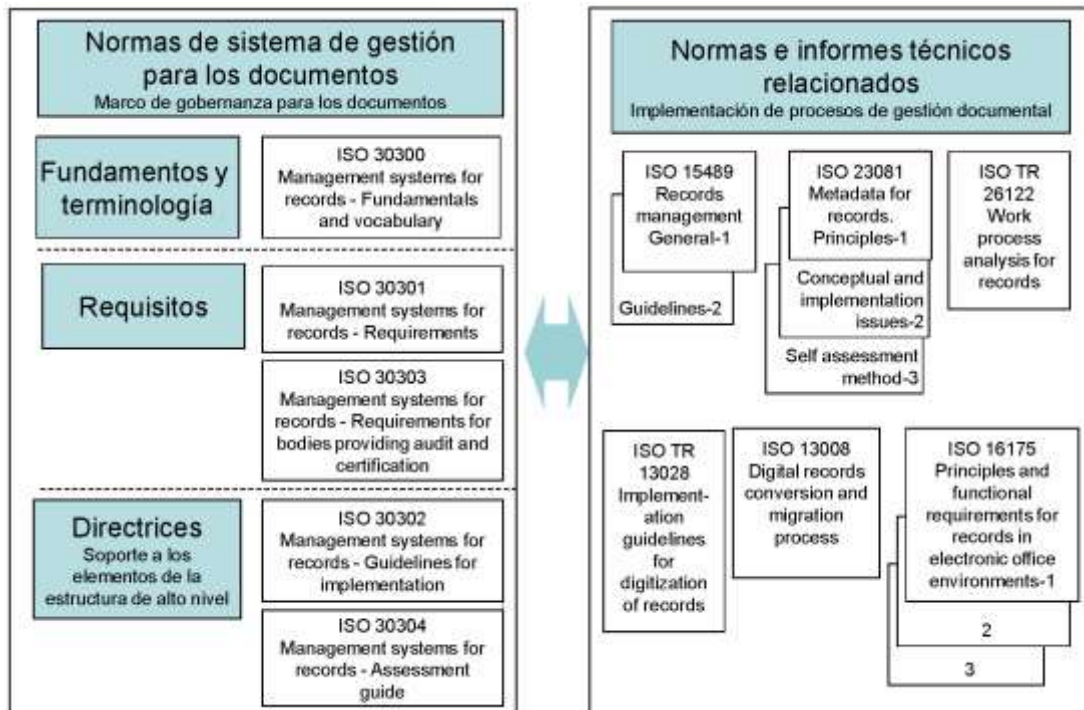 Normas de sistema de gestión
para los documentos
Marco de gobernanza para los documentos
Fundamentos y
terminología
ISO 30300
Management systems for
records - Fundamentals
and vocabulary
Requisitos
ISO 30301
Management systems for
records - Requirements
ISO 30303
Management systems for
records - Requirements for
bodies providing audit and
certification
Directrices
Soporte a los
elementos de la
estructura de alto nivel
ISO 30302
Management systems for
records - Guidelines for
implementation
ISO 30304
Management systems for
records - Assessment
guide
Normas e informes técnicos
relacionados
Implementación de procesos de gestión documental
ISO 15489
Records
management
General-1
Guidelines-2
ISO 23081
Metadata for
records.
Principles-1
Conceptual and
implementation
issues-2
Self assessment
method-3
ISO TR
26122
Work
process
analysis for
records
ISO TR
13028
Implement-
ation
guidelines
for
digitization
of records
ISO 13008
Digital records
conversion and
migration
process
ISO 16175
Principles and
functional
requirements for
records in
electronic office
environments-1
2
3